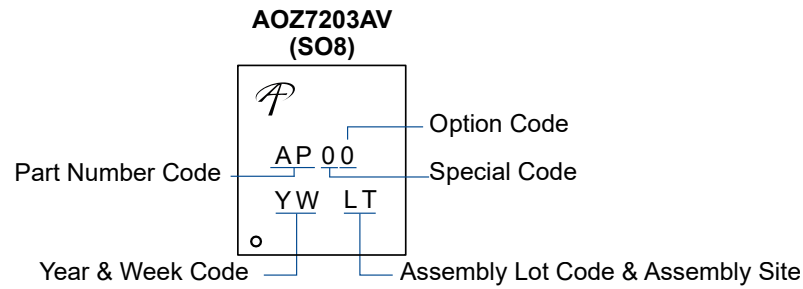 AOZ7203AV
(SO8)
Option Code
AP00
Part Number Code
Special Code
YW LT
Year & Week Code
Assembly Lot Code & Assembly Site